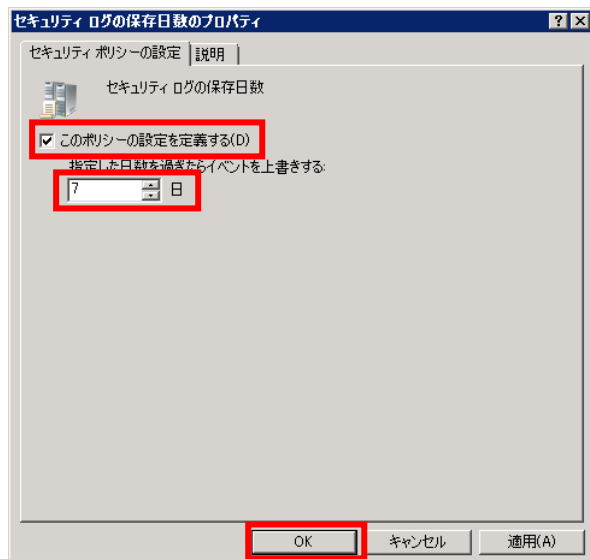 セキュリティ ログの保存日数のプロパティ
セキュリティ ポリシーの設定 説明
セキュリティ ログの保存日数
このポリシーの設定を定義する(D)
指定した日数を過ぎたらイベントを上書きする:
7 日
OK キャンセル 適用(A)